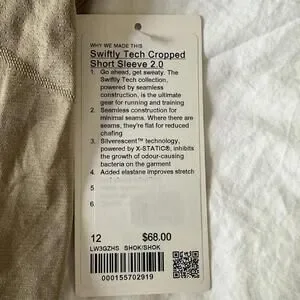 WHY WE MADE THIS
Swiftly Tech Cropped
Short Sleeve 2.0
1. Go ahead, get sweaty. The
Swiftly Tech collection,
powered by seamless
construction, is the ultimate
gear for running and training
2. Seamless construction for
minimal seams. Where there are
seams, they're flat for reduced
chafing
3. Silverescent™ technology,
powered by X-STATIC®, inhibits
the growth of odour-causing
bacteria on the garment
4. Added elastane improves stretch
5.
6.
12 $68.00
LW3GZHS SHOK/SHOK
000155702919